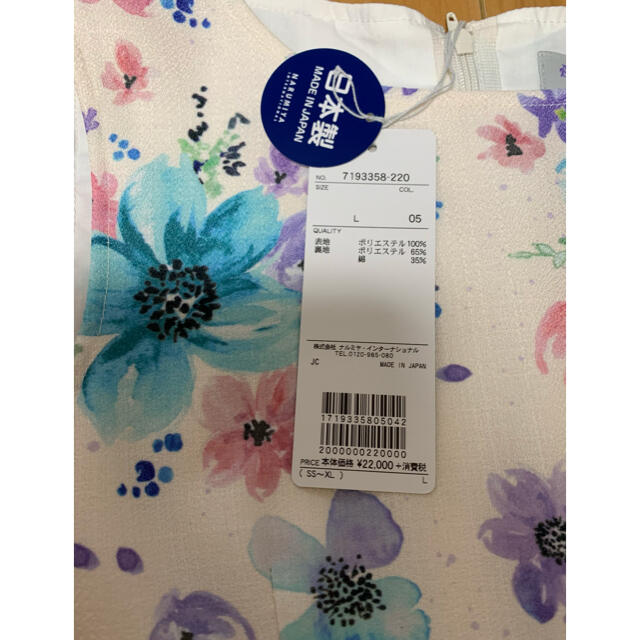 日本製
MADE IN JAPAN
NARUMIYA
INTERNATIONAL
NO. 7193358-220
SIZE COL.
L 05
QUALITY
表地 ポリエステル 100%
裏地 ポリエステル 65%
綿 35%
株式会社 ナルミヤ・インターナショナル
TEL.0120-985-080
JC MADE IN JAPAN
1719335805042
2000000220000
PRICE 本体価格 ¥22,000 +消費税
( SS~XL ) L